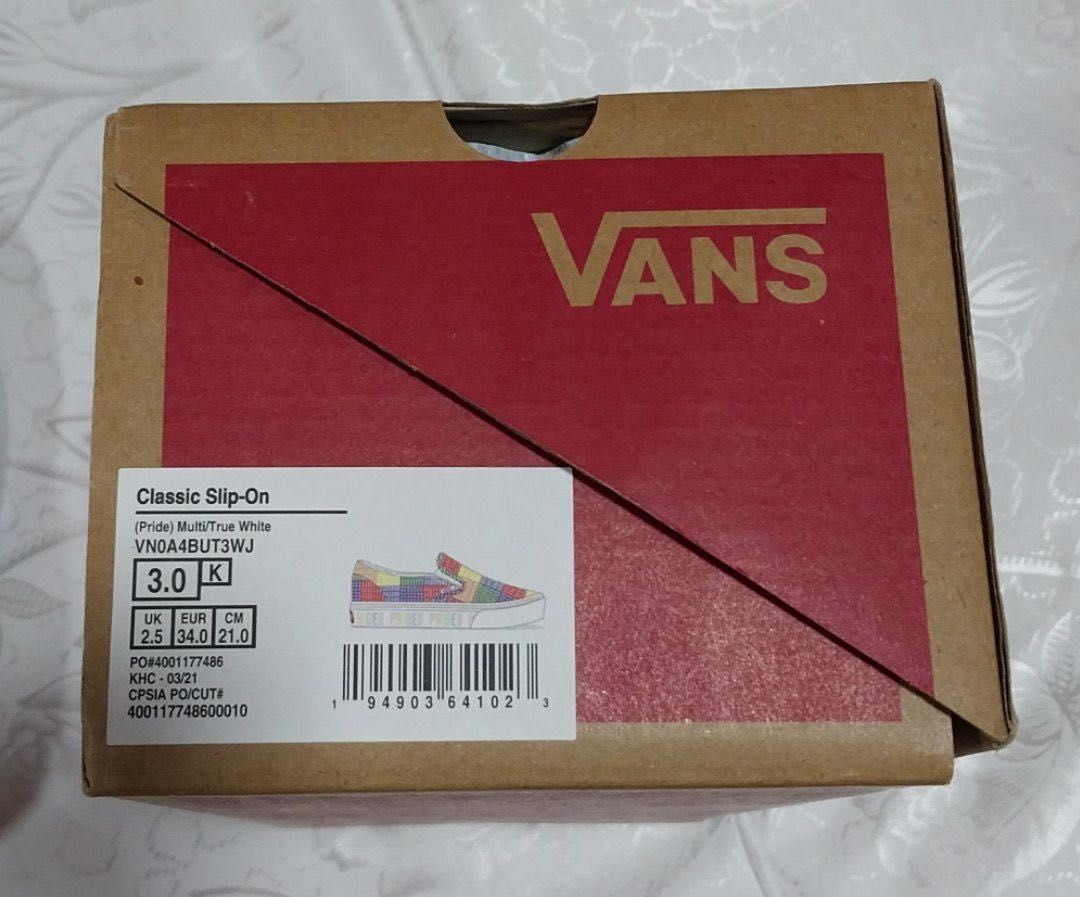 VANS
Classic Slip-On
(Pride) Multi/True White
VN0A4BUT3WJ
3.0 K
UK EUR CM
2.5 34.0 21.0
PO#4001177486
KHC - 03/21
CPSIA PO/CUT#
400117748600010
1 94903 64102 3